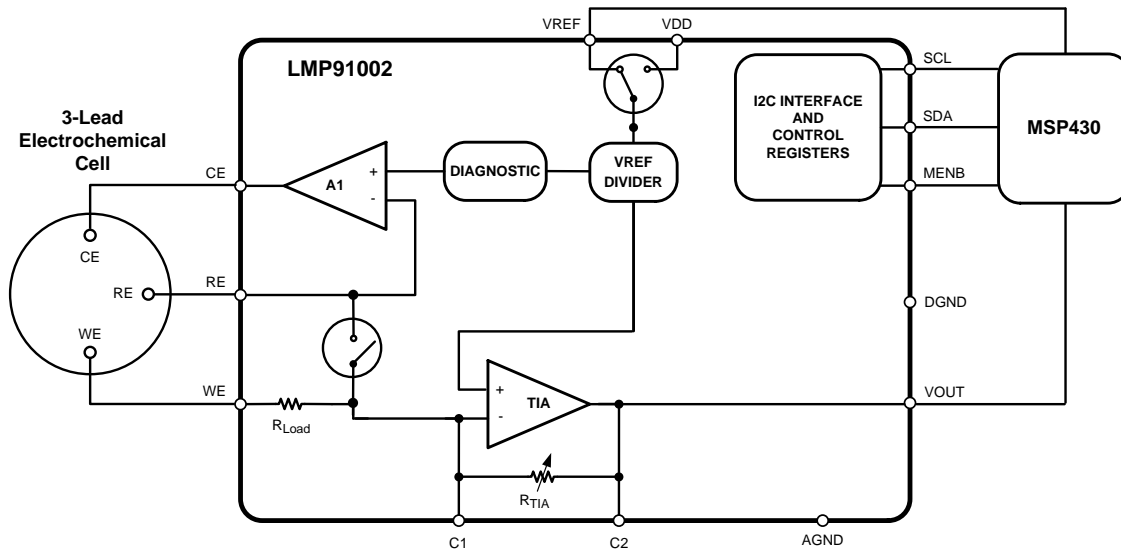 VREF
VDD
LMP91002
SCL
3-Lead
Electrochemical
Cell
I2C INTERFACE
AND
CONTROL
REGISTERS
SDA
MSP430
CE
A1
+
-
DIAGNOSTIC
VREF
DIVIDER
MENB
CE
RE
RE
DGND
WE
WE
RLoad
+
-
TIA
VOUT
RTIA
C1
C2
AGND